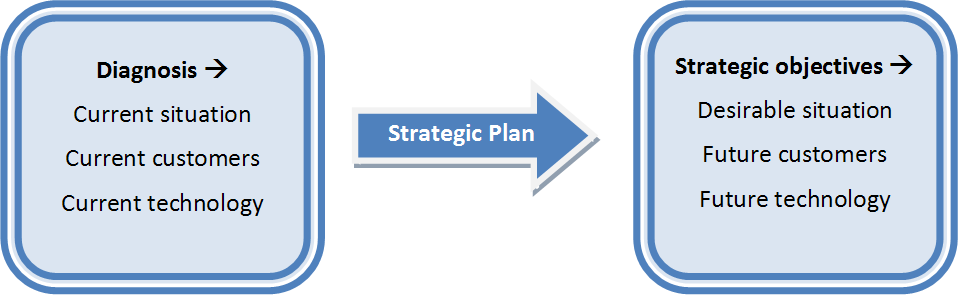 Diagnosis →
Current situation
Current customers
Current technology
Strategic Plan
Strategic objectives →
Desirable situation
Future customers
Future technology